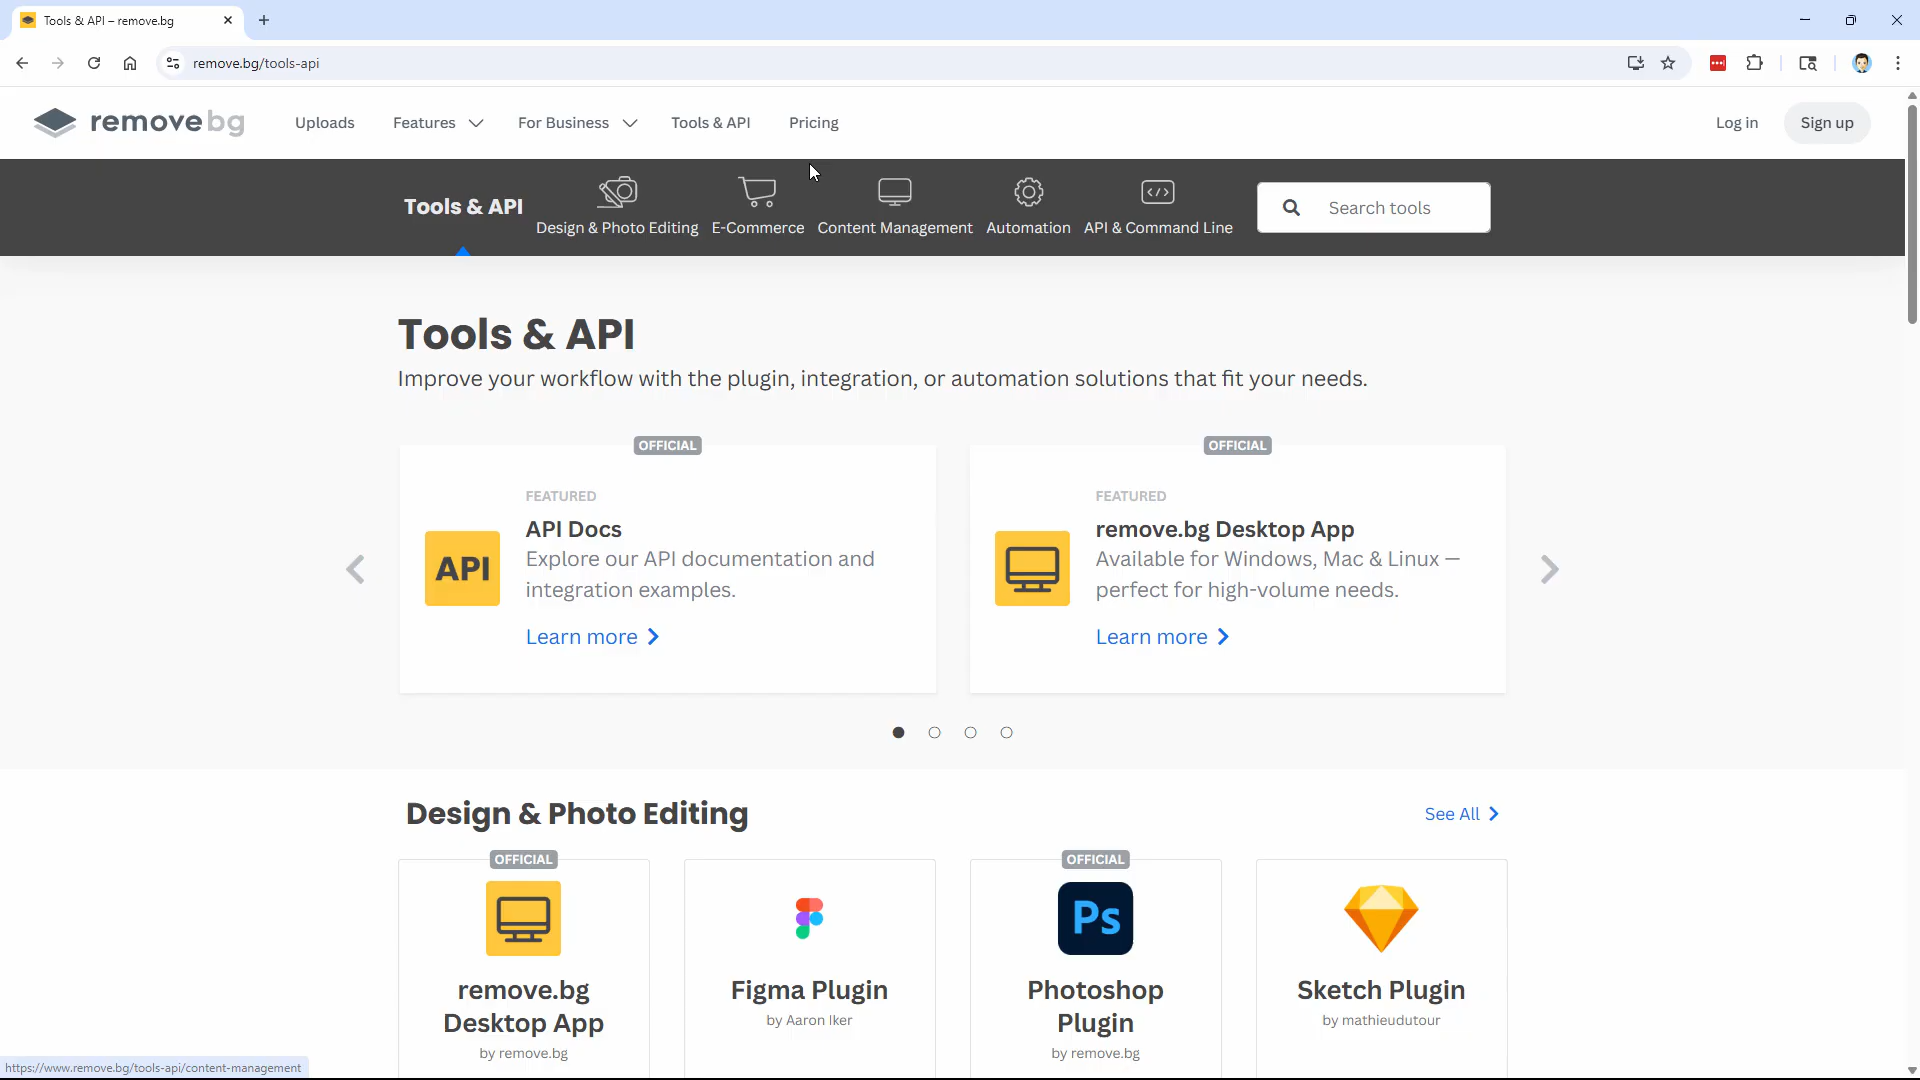 Tools & API – remove.bg
remove.bg/tools-api
removebg
Uploads
Features
For Business
Tools & API
Pricing
Log in
Sign up
Tools & API
Design & Photo Editing
E-Commerce
Content Management
Automation
API & Command Line
Search tools
Tools & API
Improve your workflow with the plugin, integration, or automation solutions that fit your needs.
OFFICIAL
FEATURED
API
API Docs
Explore our API documentation and
integration examples.
Learn more
OFFICIAL
FEATURED
remove.bg Desktop App
Available for Windows, Mac & Linux —
perfect for high-volume needs.
Learn more
Design & Photo Editing
See All
OFFICIAL
remove.bg
Desktop App
by remove.bg
Figma Plugin
by Aaron Iker
OFFICIAL
Ps
Photoshop
Plugin
by remove.bg
Sketch Plugin
by mathieudutour
https://www.remove.bg/tools-api/content-management